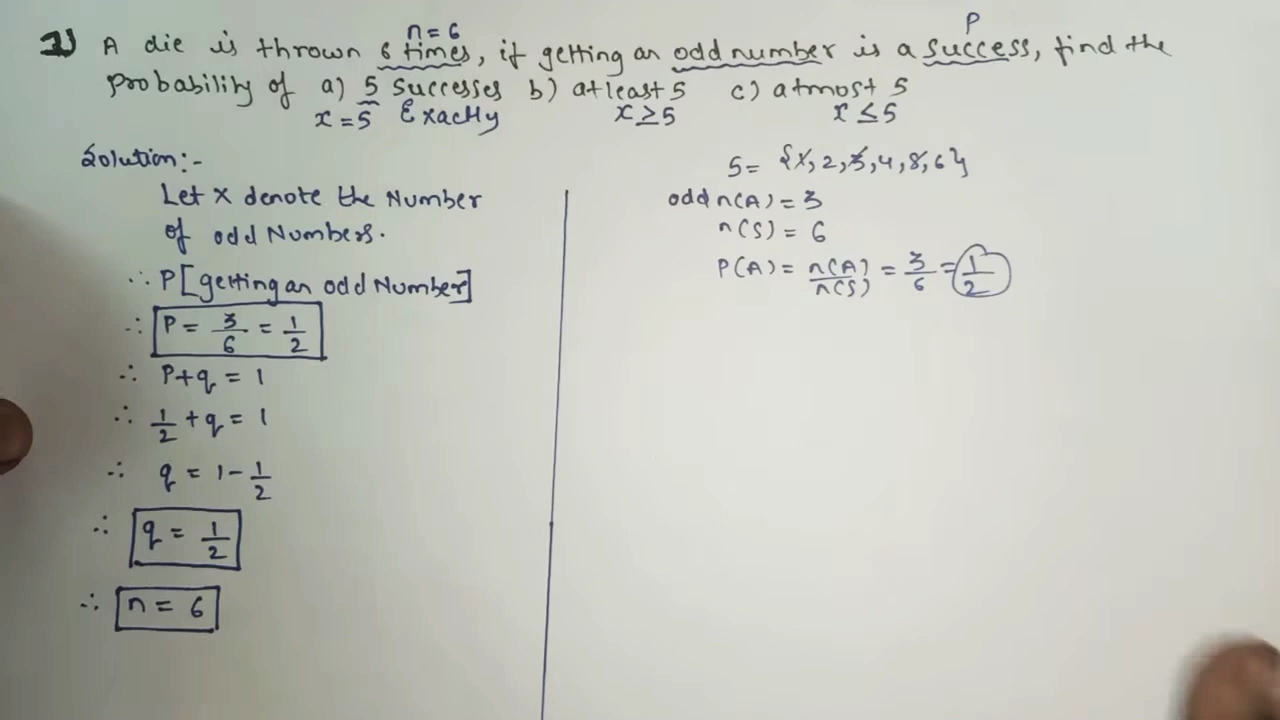 n = 6
P
2) A die is thrown 6 times, if getting an odd number is a success, find the
probability of a) 5 successes b) atleast 5 c) atmost 5
x = 5 Exactly x ≥ 5 x ≤ 5
Solution:-
Let x denote the Number
of odd Numbers.
∴ P[getting an odd Number]
∴ P = 3/6 = 1/2
∴ P+q = 1
∴ 1/2 + q = 1
∴ q = 1 - 1/2
∴ q = 1/2
∴ n = 6
S = {1, 2, 3, 4, 5, 6}
odd n(A) = 3
n(S) = 6
P(A) = n(A)/n(S) = 3/6 = 1/2